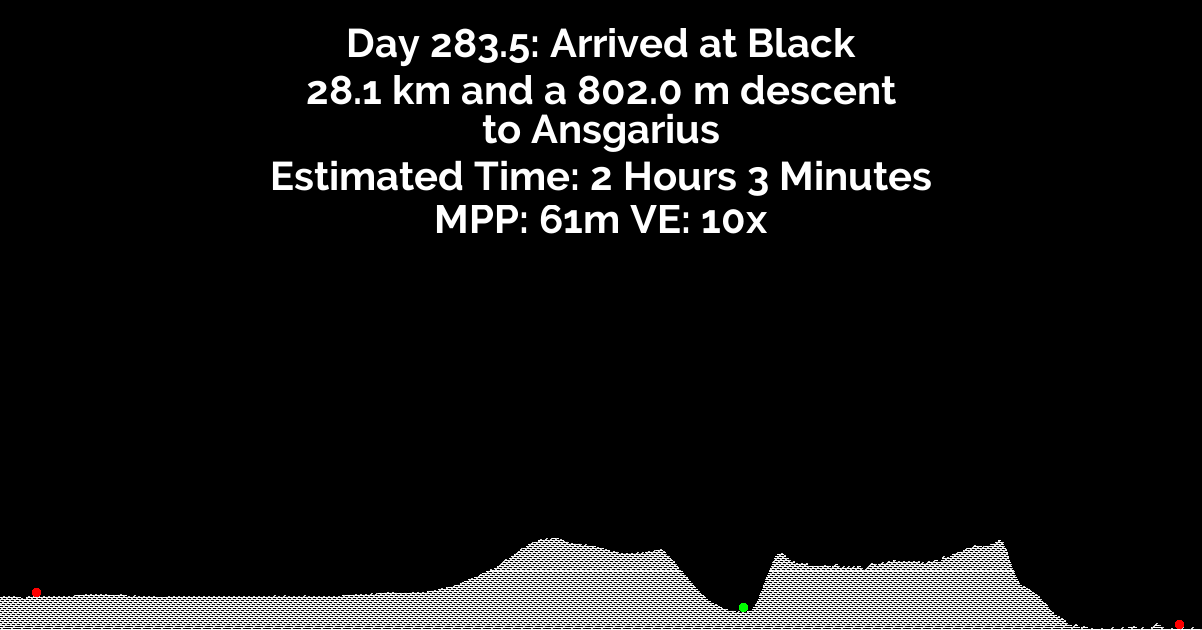 Day 283.5: Arrived at Black
28.1 km and a 802.0 m descent
to Ansgarius
Estimated Time: 2 Hours 3 Minutes
MPP: 61m VE: 10x